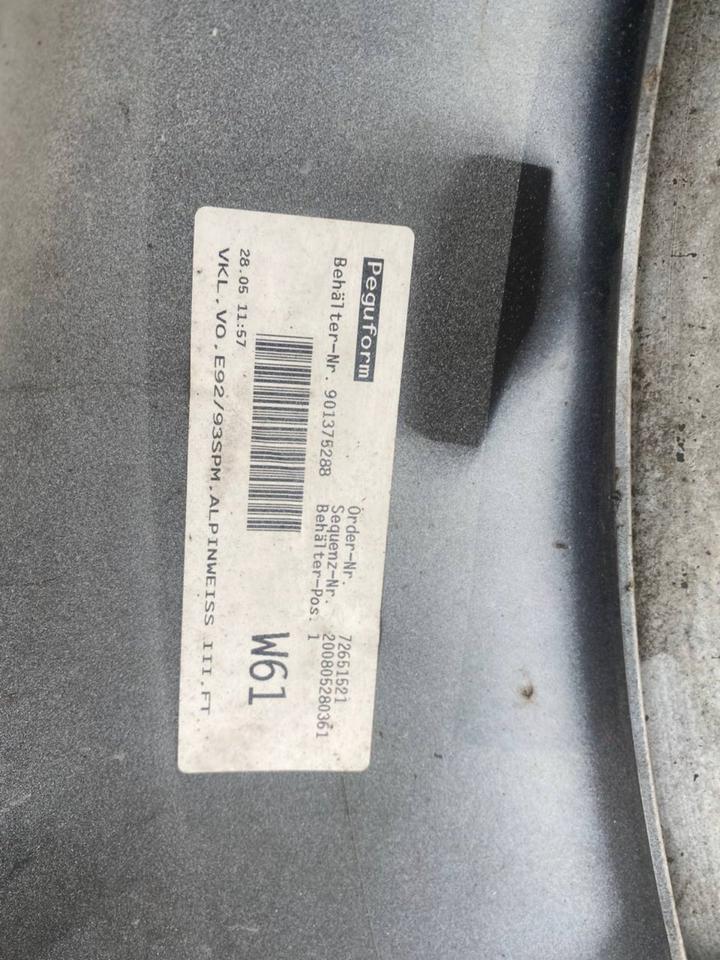 Peguform
Behälter-Nr. 901375288
Order-Nr. 72651521
Sequenz-Nr. 200805280361
Behälter-Pos. 1
28.05 11:57
W61
VKL,VO,E92/93SPM,ALPINWEISS III,FT